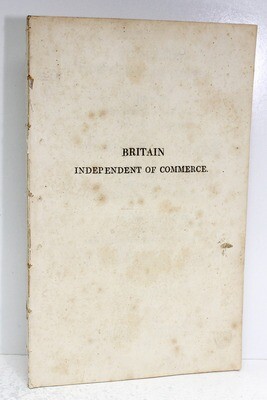 BRITAIN
INDEPENDENT OF COMMERCE.